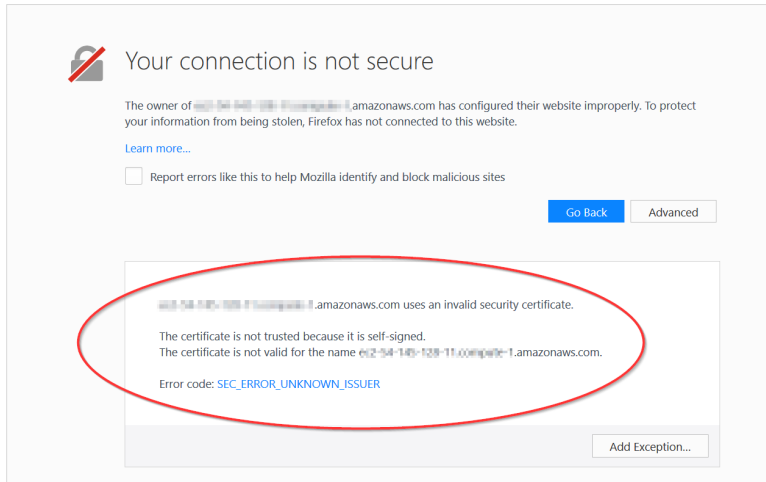 Your connection is not secure
The owner of amazonaws.com has configured their website improperly. To protect
your information from being stolen, Firefox has not connected to this website.
Learn more...
Report errors like this to help Mozilla identify and block malicious sites
Go Back
Advanced
.amazonaws.com uses an invalid security certificate.
The certificate is not trusted because it is self-signed.
The certificate is not valid for the name .amazonaws.com.
Error code: SEC_ERROR_UNKNOWN_ISSUER
Add Exception...